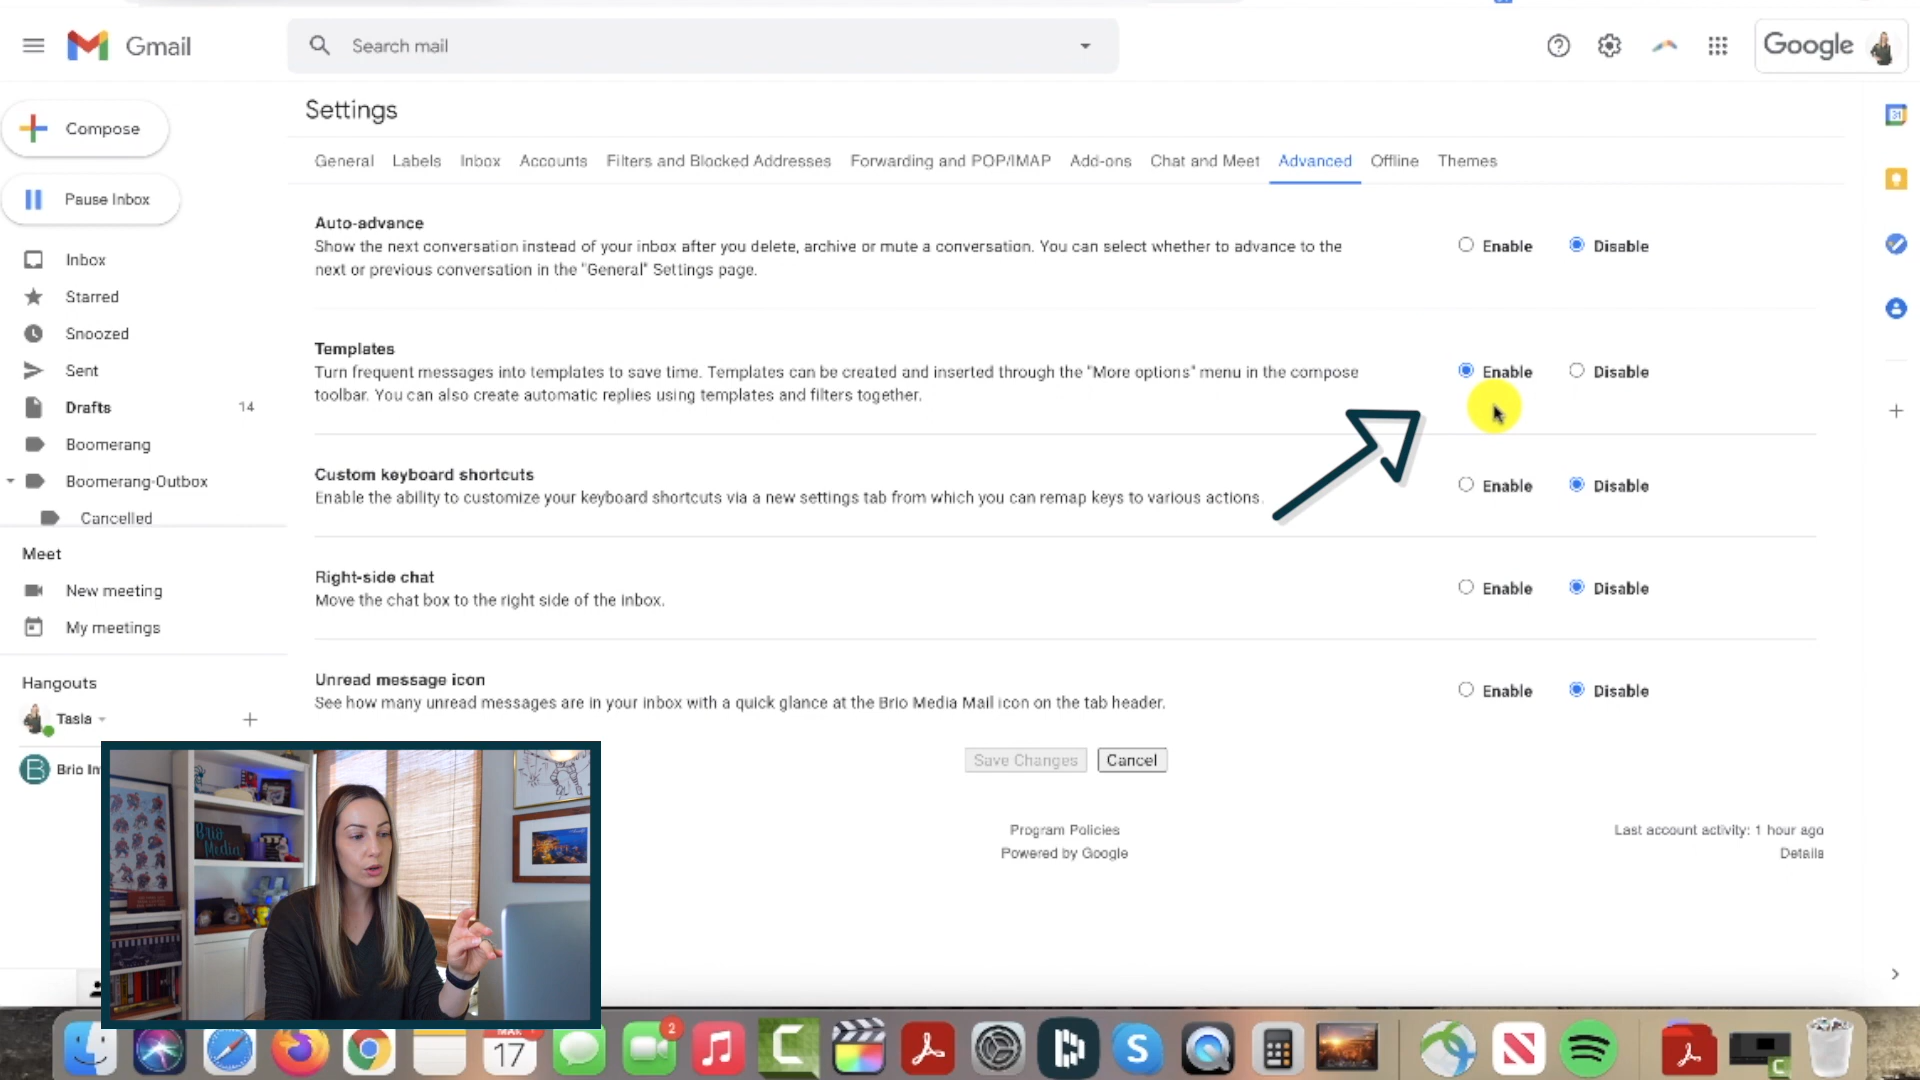 Gmail
Search mail
Google
Compose
Pause Inbox
Inbox
Starred
Snoozed
Sent
Drafts 14
Boomerang
Boomerang-Outbox
Cancelled
Meet
New meeting
My meetings
Hangouts
Tasia
Brio In
Settings
General Labels Inbox Accounts Filters and Blocked Addresses Forwarding and POP/IMAP Add-ons Chat and Meet Advanced Offline Themes
Auto-advance
Show the next conversation instead of your inbox after you delete, archive or mute a conversation. You can select whether to advance to the
next or previous conversation in the "General" Settings page.
Enable Disable
Templates
Turn frequent messages into templates to save time. Templates can be created and inserted through the "More options" menu in the compose
toolbar. You can also create automatic replies using templates and filters together.
Enable Disable
Custom keyboard shortcuts
Enable the ability to customize your keyboard shortcuts via a new settings tab from which you can remap keys to various actions.
Enable Disable
Right-side chat
Move the chat box to the right side of the inbox.
Enable Disable
Unread message icon
See how many unread messages are in your inbox with a quick glance at the Brio Media Mail icon on the tab header.
Enable Disable
Save Changes Cancel
Program Policies
Powered by Google
Last account activity: 1 hour ago
Details
31
B
Brio
Media
17
2
C
S
N
C